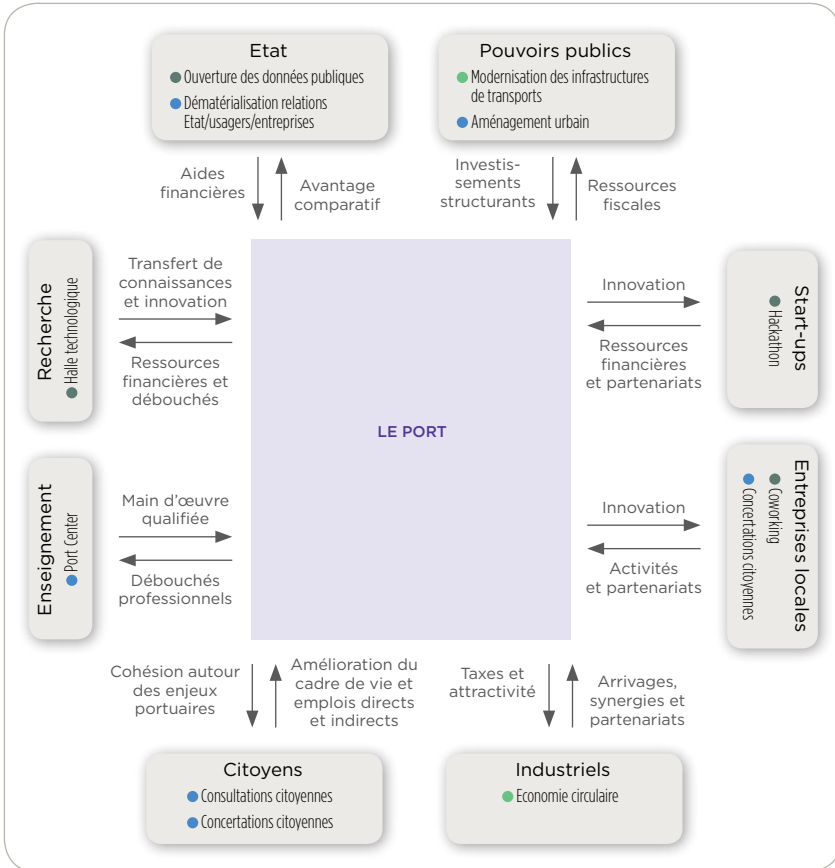 Etat
Ouverture des données publiques
Dématérialisation relations
Etat/usagers/entreprises
Pouvoirs publics
Modernisation des infrastructures
de transports
Aménagement urbain
Aides
financières
Avantage
comparatif
Investis-
sements
structurants
Ressources
fiscales
Recherche
Halle technologique
Transfert de
connaissances
et innovation
Ressources
financières et
débouchés
Enseignement
Port Center
Main d'œuvre
qualifiée
Débouchés
professionnels
LE PORT
Innovation
Ressources
financières
et partenariats
Start-ups
Hackathon
Innovation
Activités
et partenariats
Entreprises locales
Coworking
Concertations citoyennes
Cohésion autour
des enjeux
portuaires
Amélioration du
cadre de vie et
emplois directs
et indirects
Taxes et
attractivité
Arrivages,
synergies et
partenariats
Citoyens
Consultations citoyennes
Concertations citoyennes
Industriels
Economie circulaire